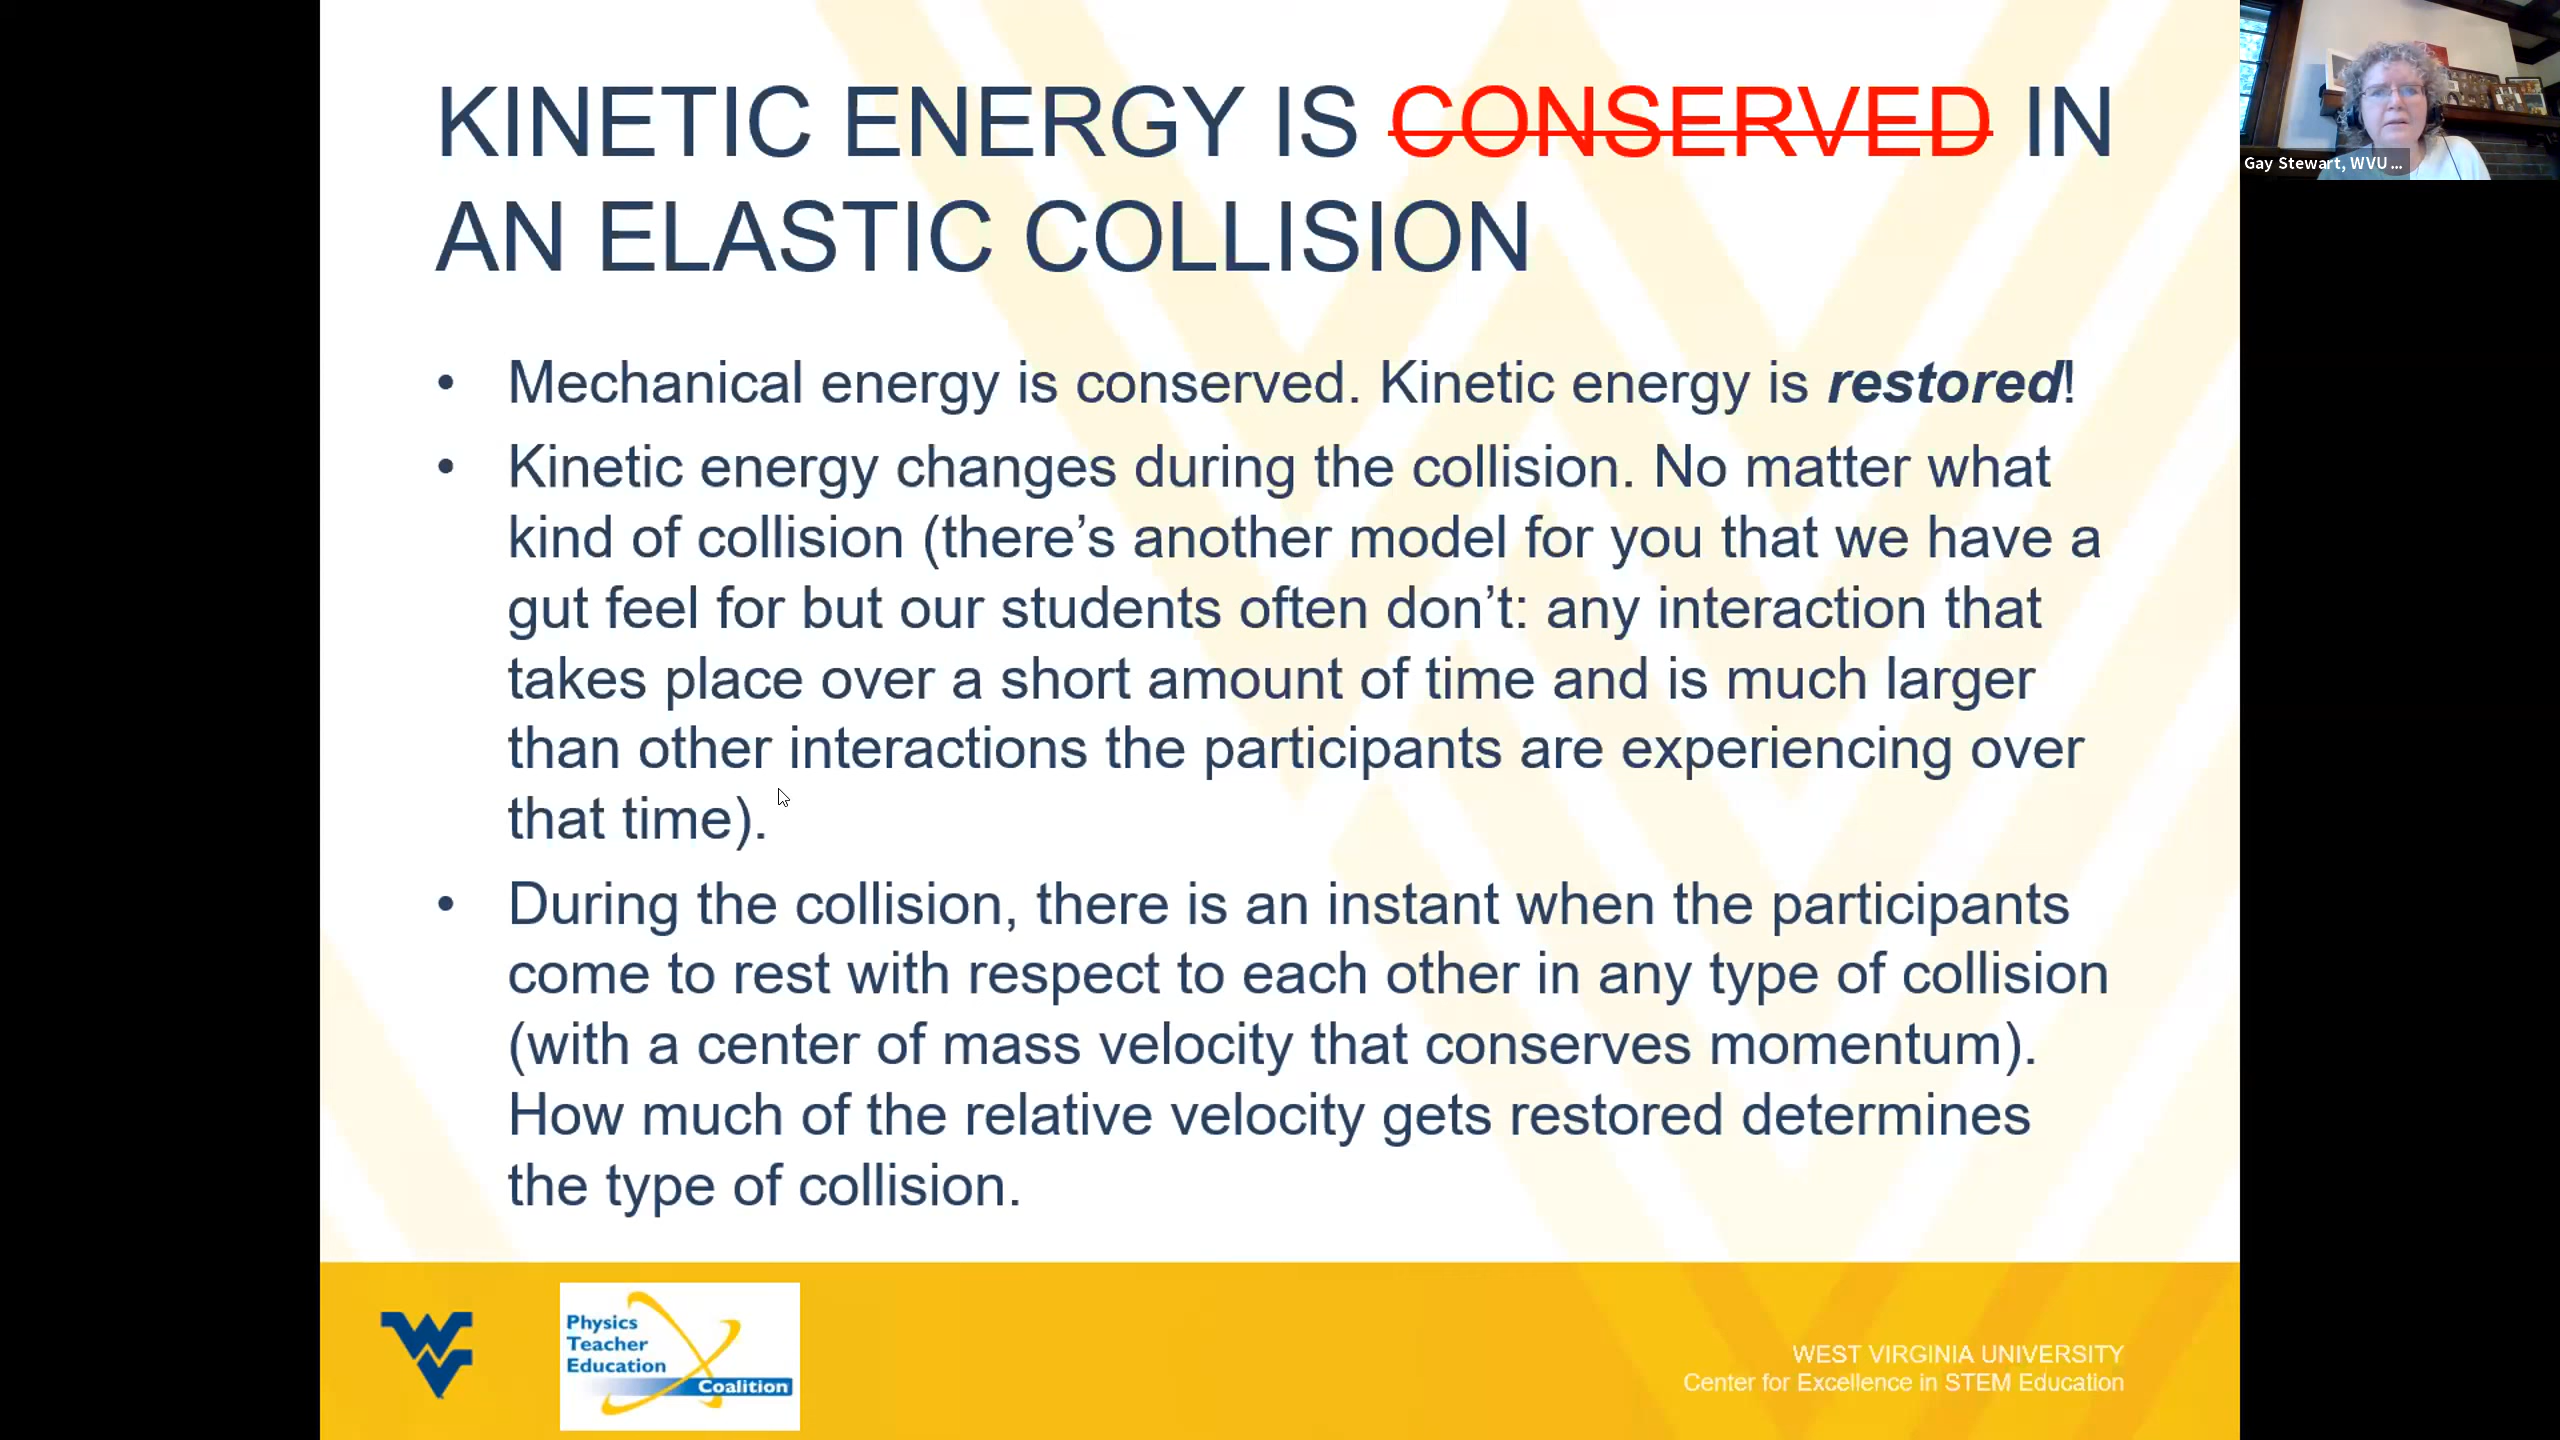 KINETIC ENERGY IS CONSERVED IN
AN ELASTIC COLLISION
• Mechanical energy is conserved. Kinetic energy is restored!
• Kinetic energy changes during the collision. No matter what
kind of collision (there’s another model for you that we have a
gut feel for but our students often don’t: any interaction that
takes place over a short amount of time and is much larger
than other interactions the participants are experiencing over
that time).
• During the collision, there is an instant when the participants
come to rest with respect to each other in any type of collision
(with a center of mass velocity that conserves momentum).
How much of the relative velocity gets restored determines
the type of collision.
Physics
Teacher
Education
Coalition
WEST VIRGINIA UNIVERSITY
Center for Excellence in STEM Education
Gay Stewart, WVU ...